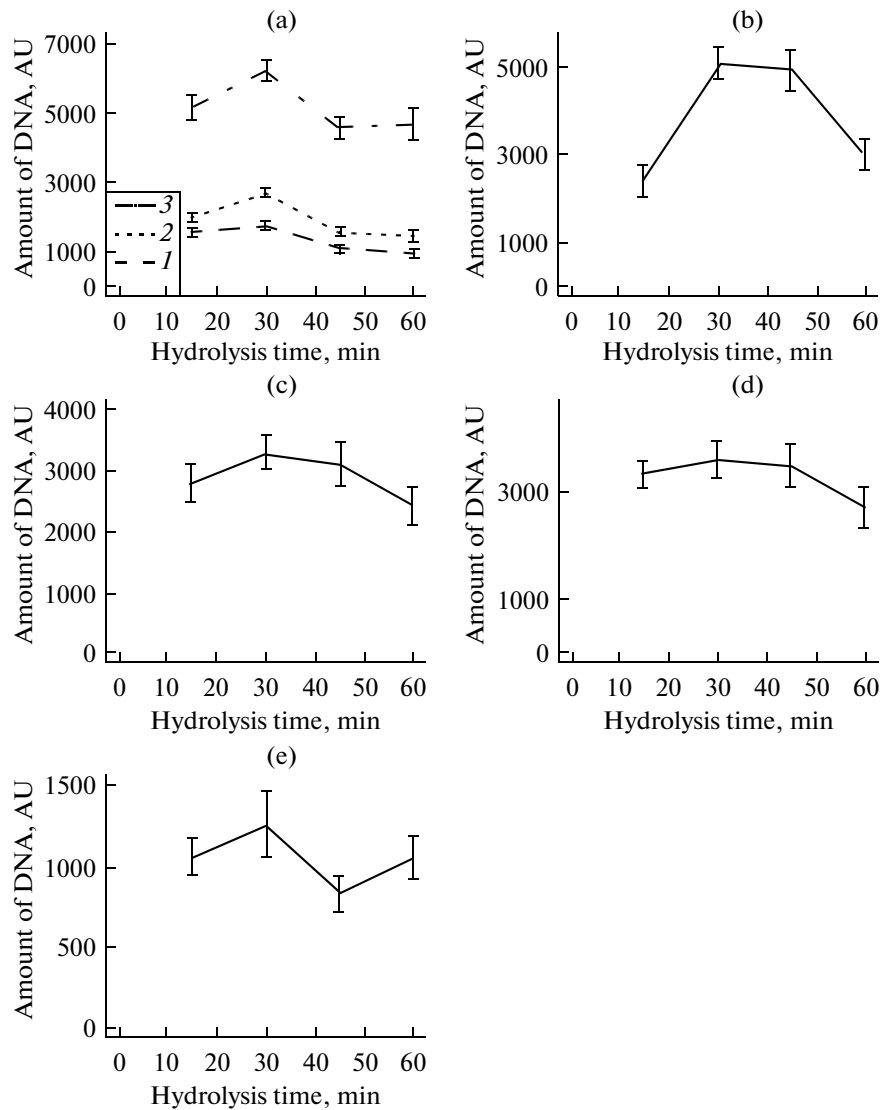 (a)
Amount of DNA, AU
7000
5000
3000
1000
0
3
2
1
0 10 20 30 40 50 60
Hydrolysis time, min
(b)
Amount of DNA, AU
5000
3000
1000
0
0 10 20 30 40 50 60
Hydrolysis time, min
(c)
Amount of DNA, AU
4000
3000
2000
1000
0
0 10 20 30 40 50 60
Hydrolysis time, min
(d)
Amount of DNA, AU
3000
1000
0
0 10 20 30 40 50 60
Hydrolysis time, min
(e)
Amount of DNA, AU
1500
1000
500
0
0 10 20 30 40 50 60
Hydrolysis time, min